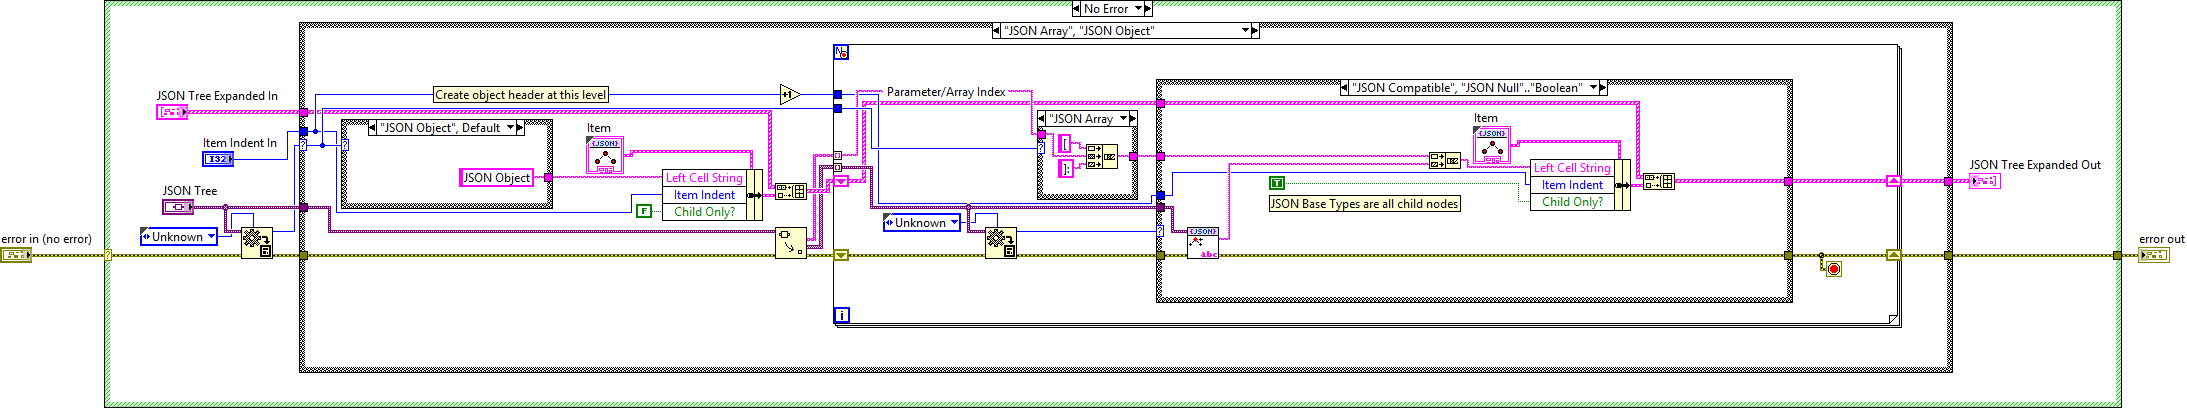 No Error
"JSON Array", "JSON Object"
N
JSON Tree Expanded In
Create object header at this level
+1
Parameter/Array Index
"JSON Compatible", "JSON Null".."Boolean"
"JSON Object", Default
Item
"JSON Array
Item
Item Indent In
I32
{JSON}
[
{JSON}
JSON Tree Expanded Out
JSON Object
Left Cell String
]:
Left Cell String
JSON Tree
Item Indent
T
Item Indent
F
Child Only?
JSON Base Types are all child nodes
Child Only?
Unknown
Unknown
{JSON}
error in (no error)
abc
error out
i